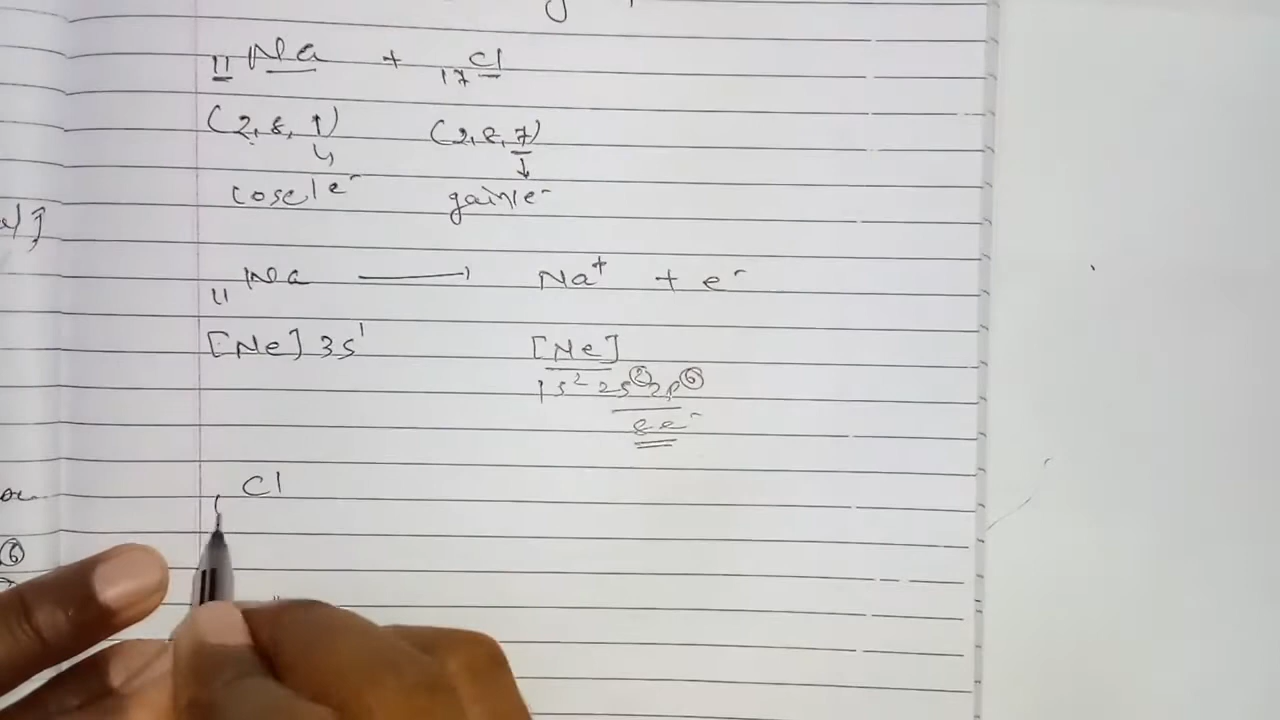 11Na + 17Cl
(2, 8, 1) (2, 8, 7)
lose 1e⁻ gain 1e⁻
11Na ⟶ Na⁺ + e⁻
[Ne] 3s¹ [Ne]
1s² 2s② 2p⑥
8e⁻
Cl
⑥